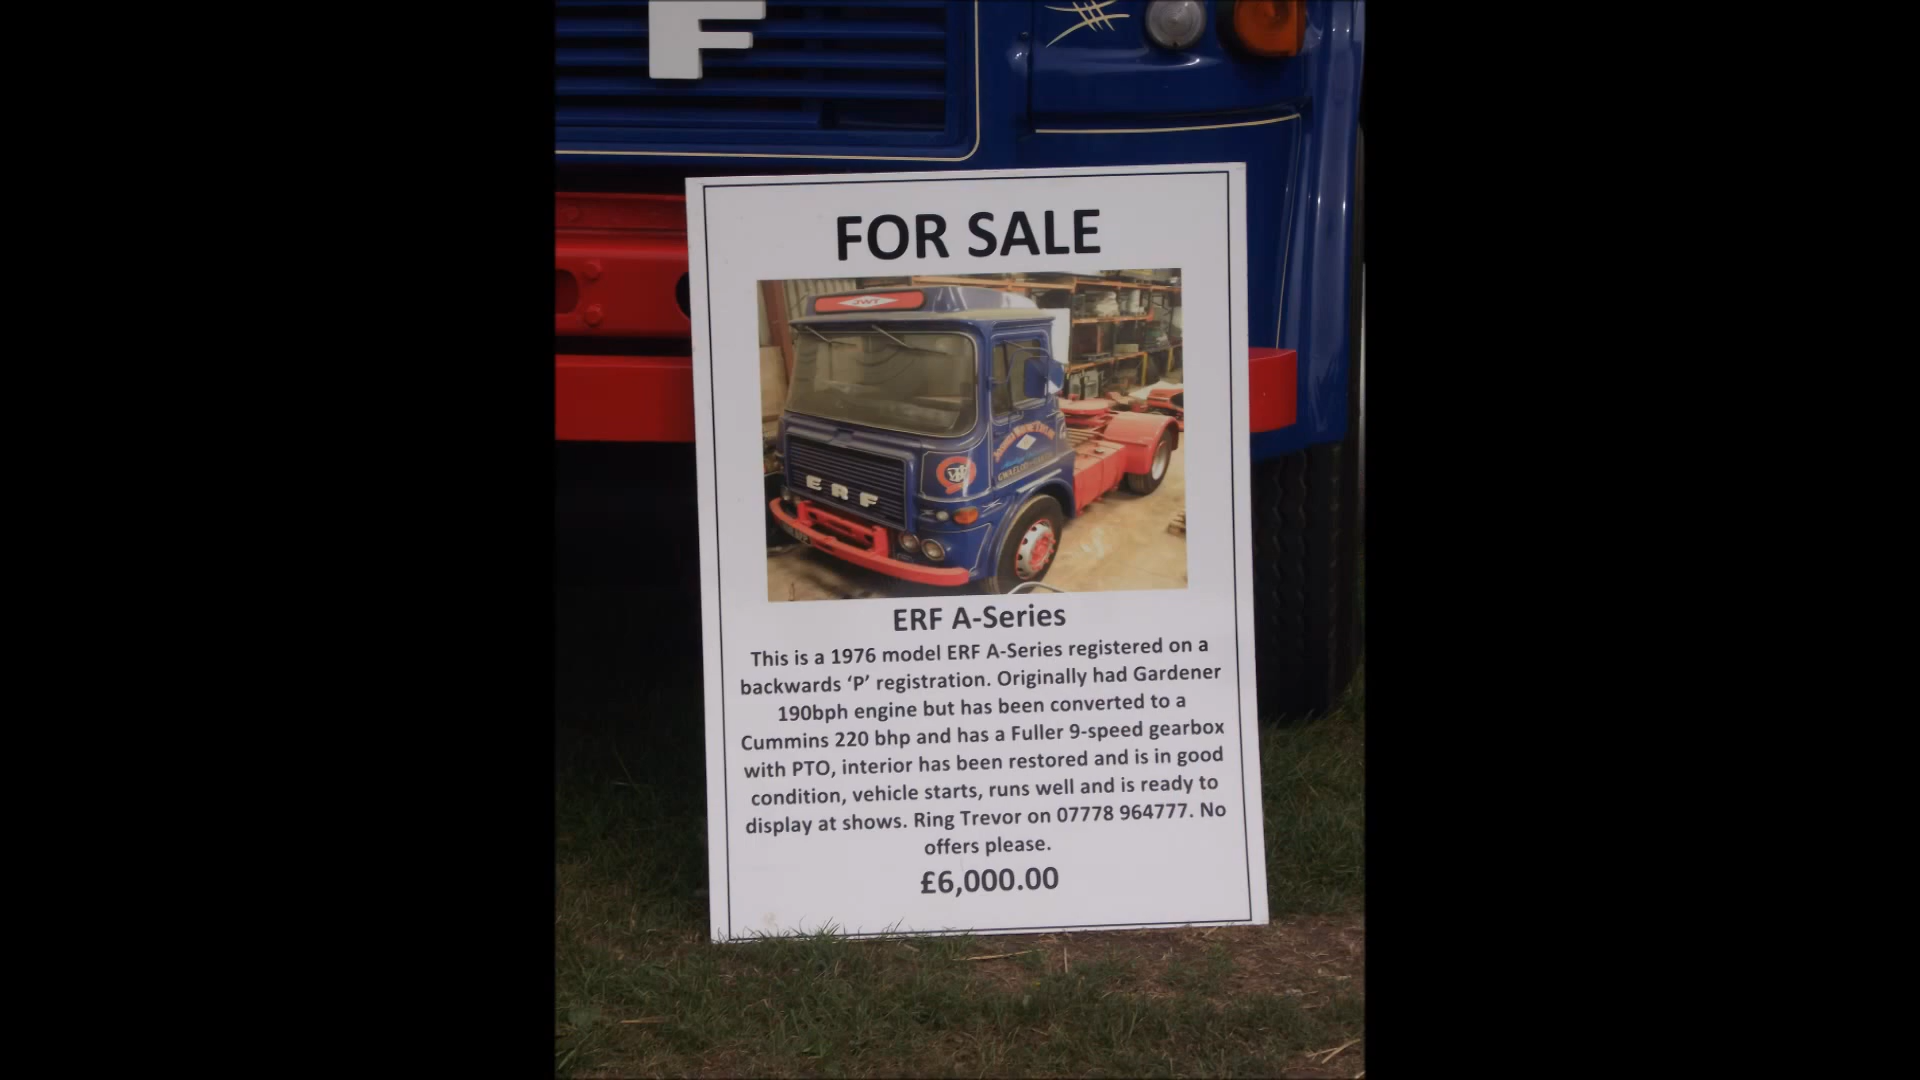 F
FOR SALE
JWT
ERF
ERF A-Series
This is a 1976 model ERF A-Series registered on a
backwards ‘P’ registration. Originally had Gardener
190bph engine but has been converted to a
Cummins 220 bhp and has a Fuller 9-speed gearbox
with PTO, interior has been restored and is in good
condition, vehicle starts, runs well and is ready to
display at shows. Ring Trevor on 07778 964777. No
offers please.
£6,000.00